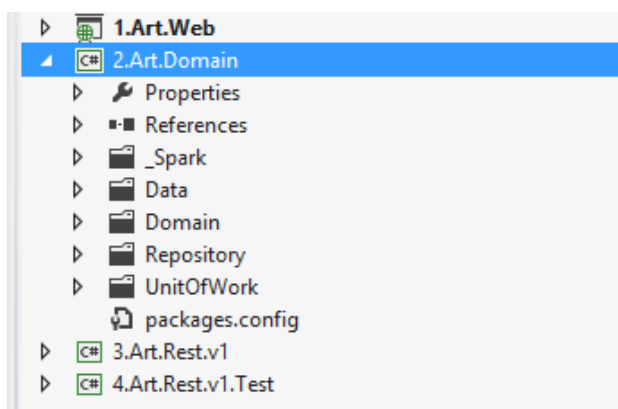 1.Art.Web
C# 2.Art.Domain
Properties
References
_Spark
Data
Domain
Repository
UnitOfWork
packages.config
C# 3.Art.Rest.v1
C# 4.Art.Rest.v1.Test